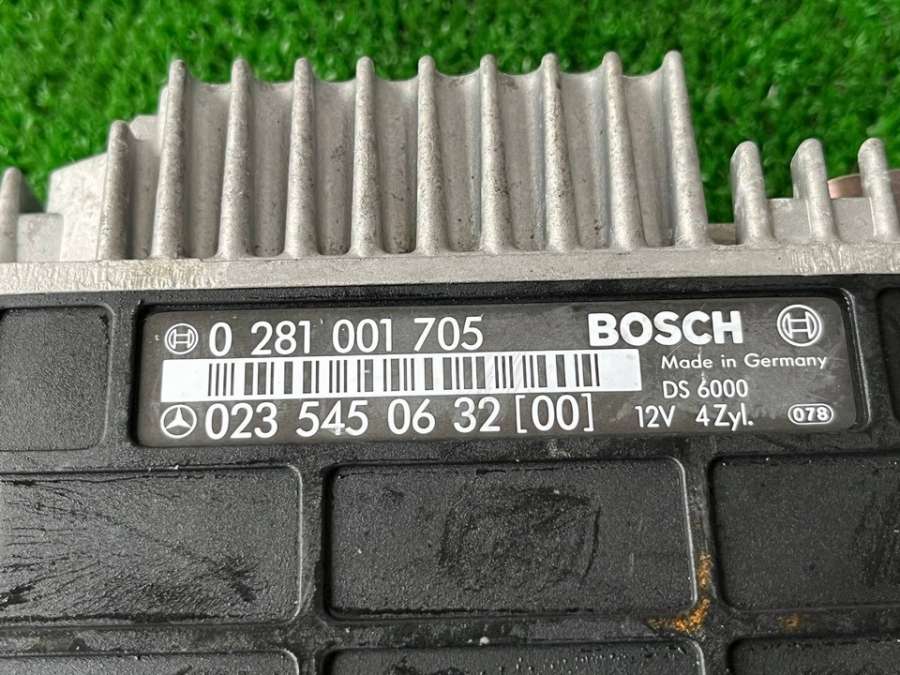 0 281 001 705
BOSCH
Made in Germany
DS 6000
023 545 06 32 [00]
12V 4Zyl.
078